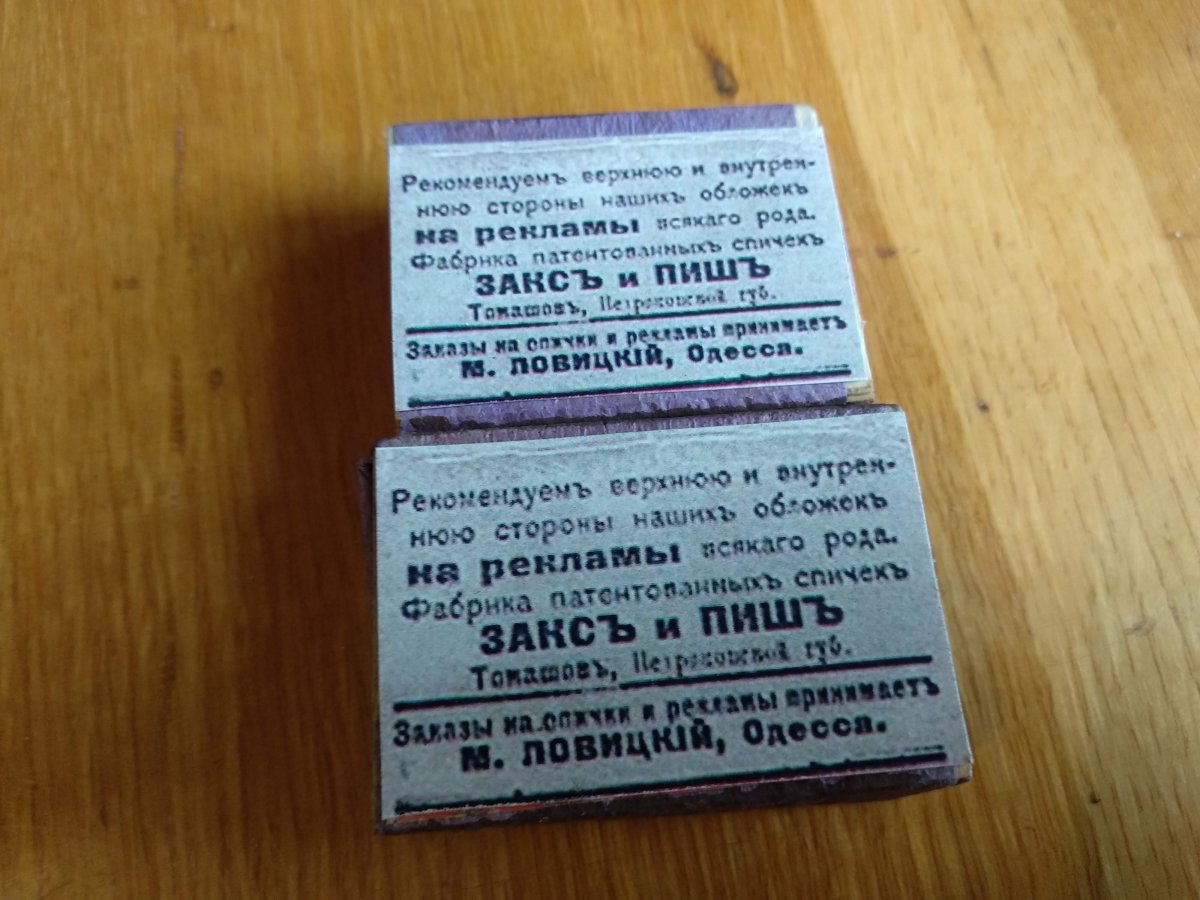 Рекомендуемъ верхнюю и внутрен-
нюю стороны нашихъ обложекъ
на рекламы всякаго рода.
Фабрика патентованныхъ спичекъ
ЗАКСЪ и ПИШЪ
Томашовъ, Петроковской губ.
Заказы на спички и рекламы принимаетъ
М. ЛОВИЦКІЙ, Одесса.
Рекомендуемъ верхнюю и внутрен-
нюю стороны нашихъ обложекъ
на рекламы всякаго рода.
Фабрика патентованныхъ спичекъ
ЗАКСЪ и ПИШЪ
Томашовъ, Петроковской губ.
Заказы на спички и рекламы принимаетъ
М. ЛОВИЦКІЙ, Одесса.